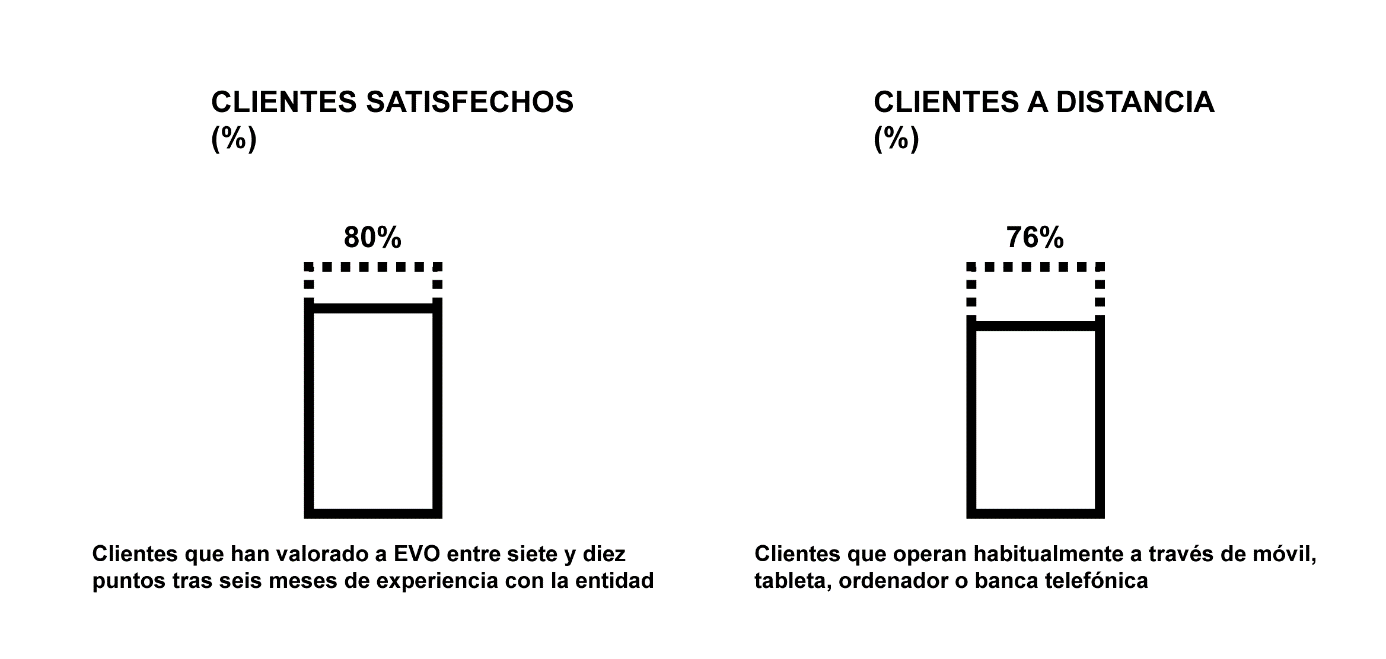 CLIENTES SATISFECHOS
(%)
80%
Clientes que han valorado a EVO entre siete y diez
puntos tras seis meses de experiencia con la entidad
CLIENTES A DISTANCIA
(%)
76%
Clientes que operan habitualmente a través de móvil,
tableta, ordenador o banca telefónica